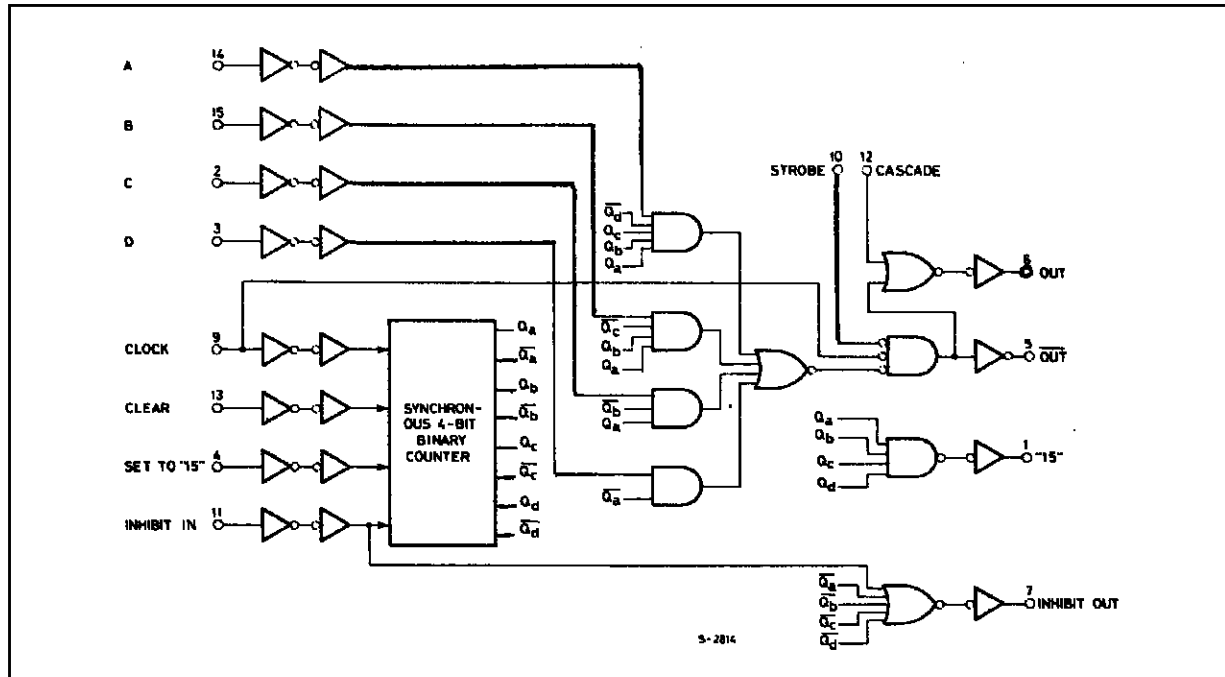 A 14
B 15
C 2
D 3
STROBE 10
12 CASCADE
Q̅d
Qc
Qb
Qa
6 OUT
Q̅c
Qb
Qa
CLOCK 9
5 O̅U̅T̅
CLEAR 13
SET TO "15" 4
INHIBIT IN 11
SYNCHRON-
OUS 4-BIT
BINARY
COUNTER
Qa
Q̅a
Qb
Q̅b
Qc
Q̅c
Qd
Q̅d
Q̅b
Qa
Q̅a
Qa
Qb
Qc
Qd
1 "15"
Q̅a
Q̅b
Q̅c
Q̅d
7 INHIBIT OUT
S-2814